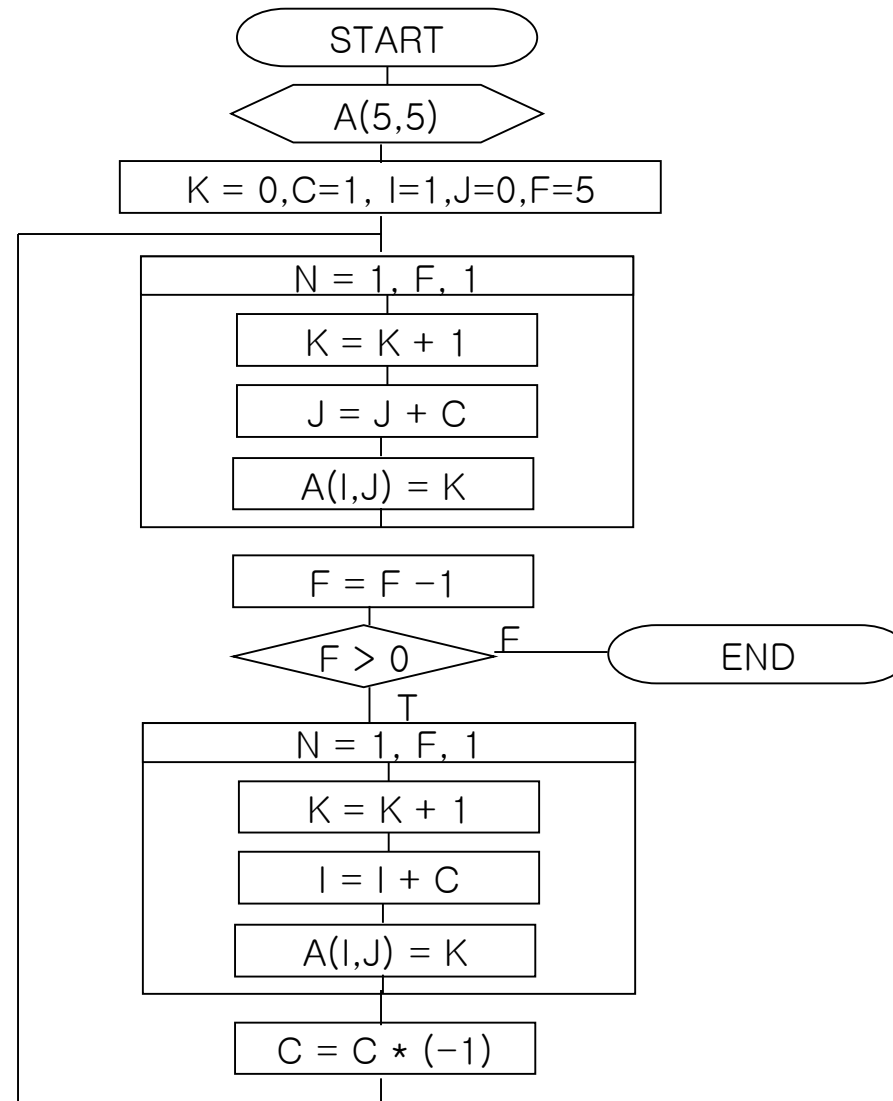 START
A(5,5)
K = 0,C=1, I=1,J=0,F=5
N = 1, F, 1
K = K + 1
J = J + C
A(I,J) = K
F = F -1
F > 0
F
END
T
N = 1, F, 1
K = K + 1
I = I + C
A(I,J) = K
C = C * (-1)